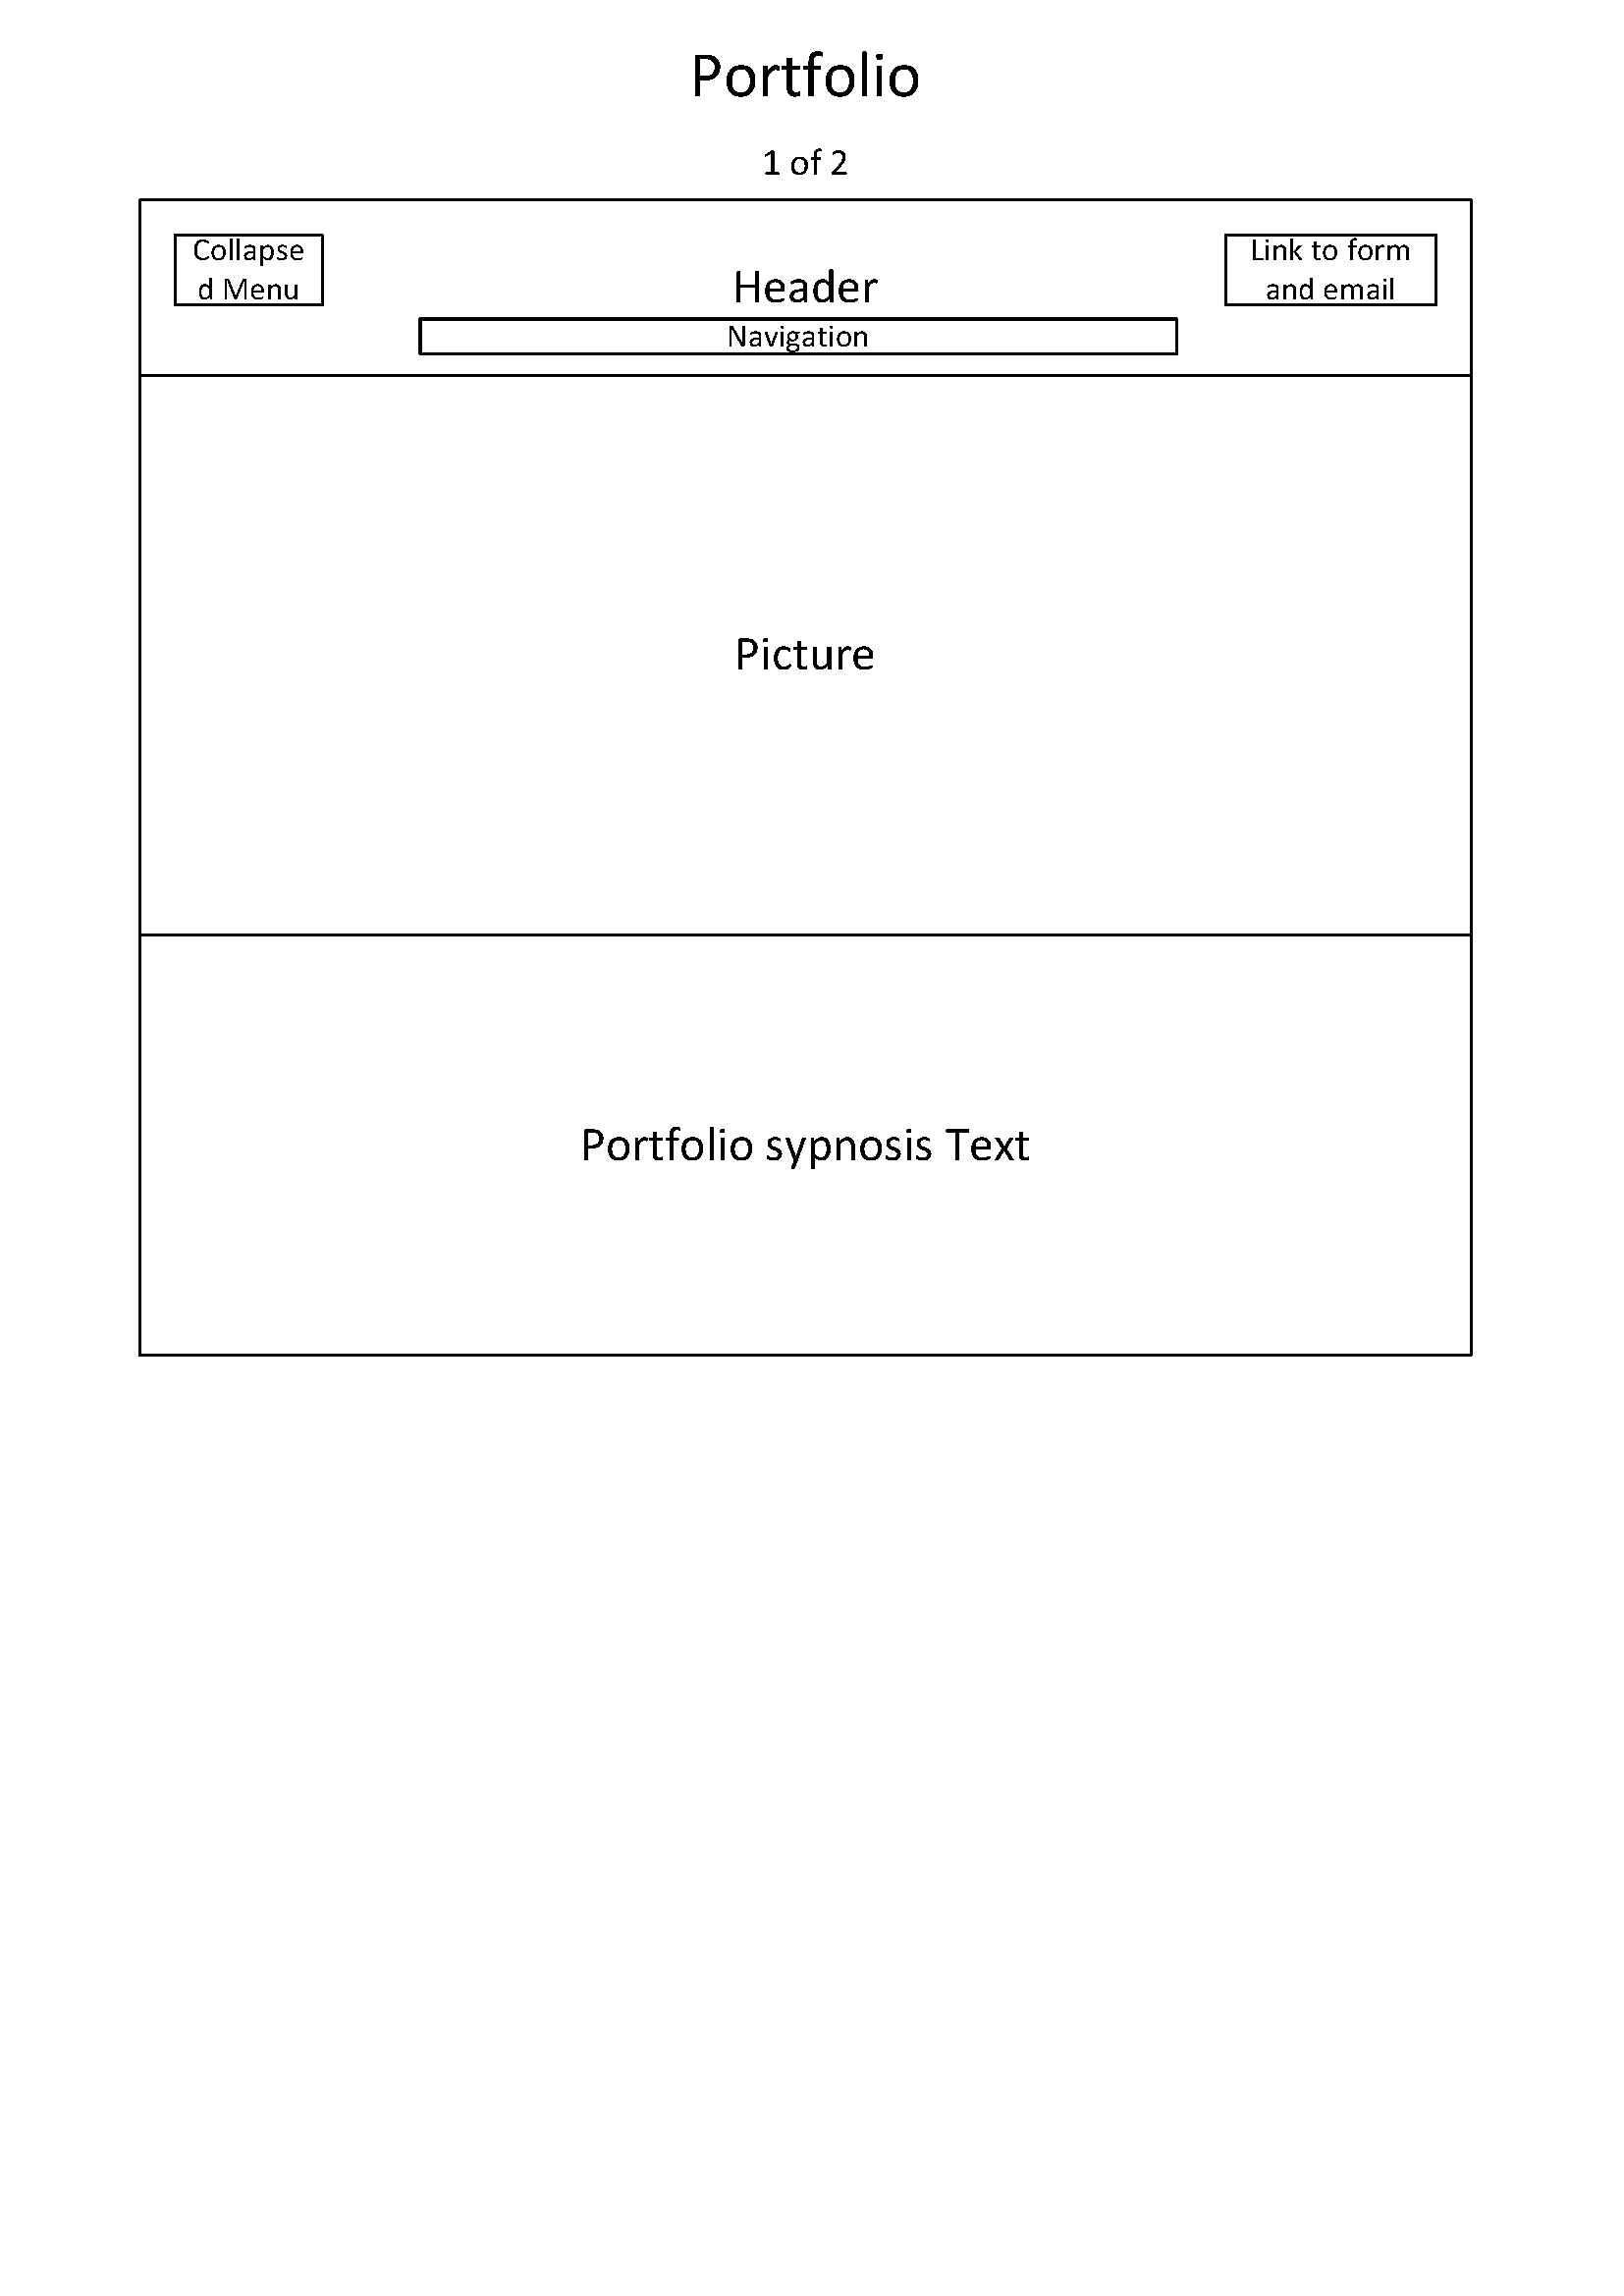 Portfolio
1 of 2
Collapse
d Menu
Header
Link to form
and email
Navigation
Picture
Portfolio sypnosis Text